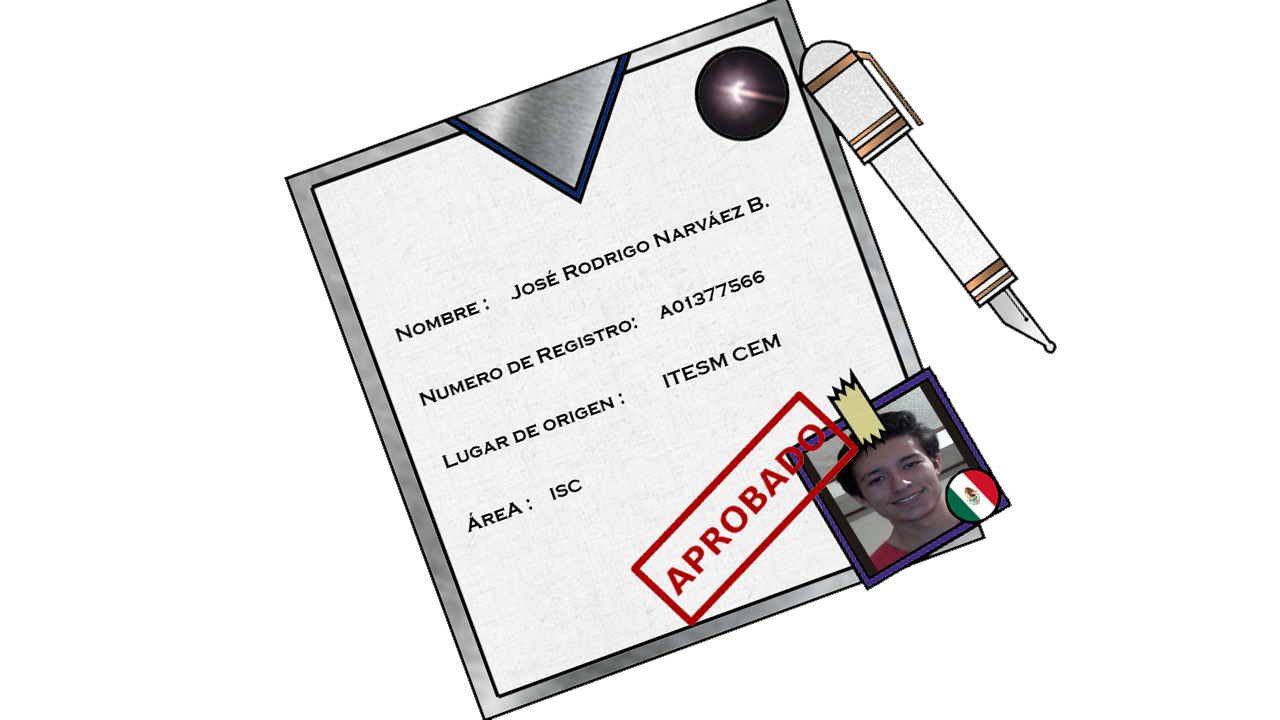 Nombre : José Rodrigo Narváez B.
Numero de Registro: A01377566
Lugar de origen : ITESM CEM
Área : ISC
APROBADO